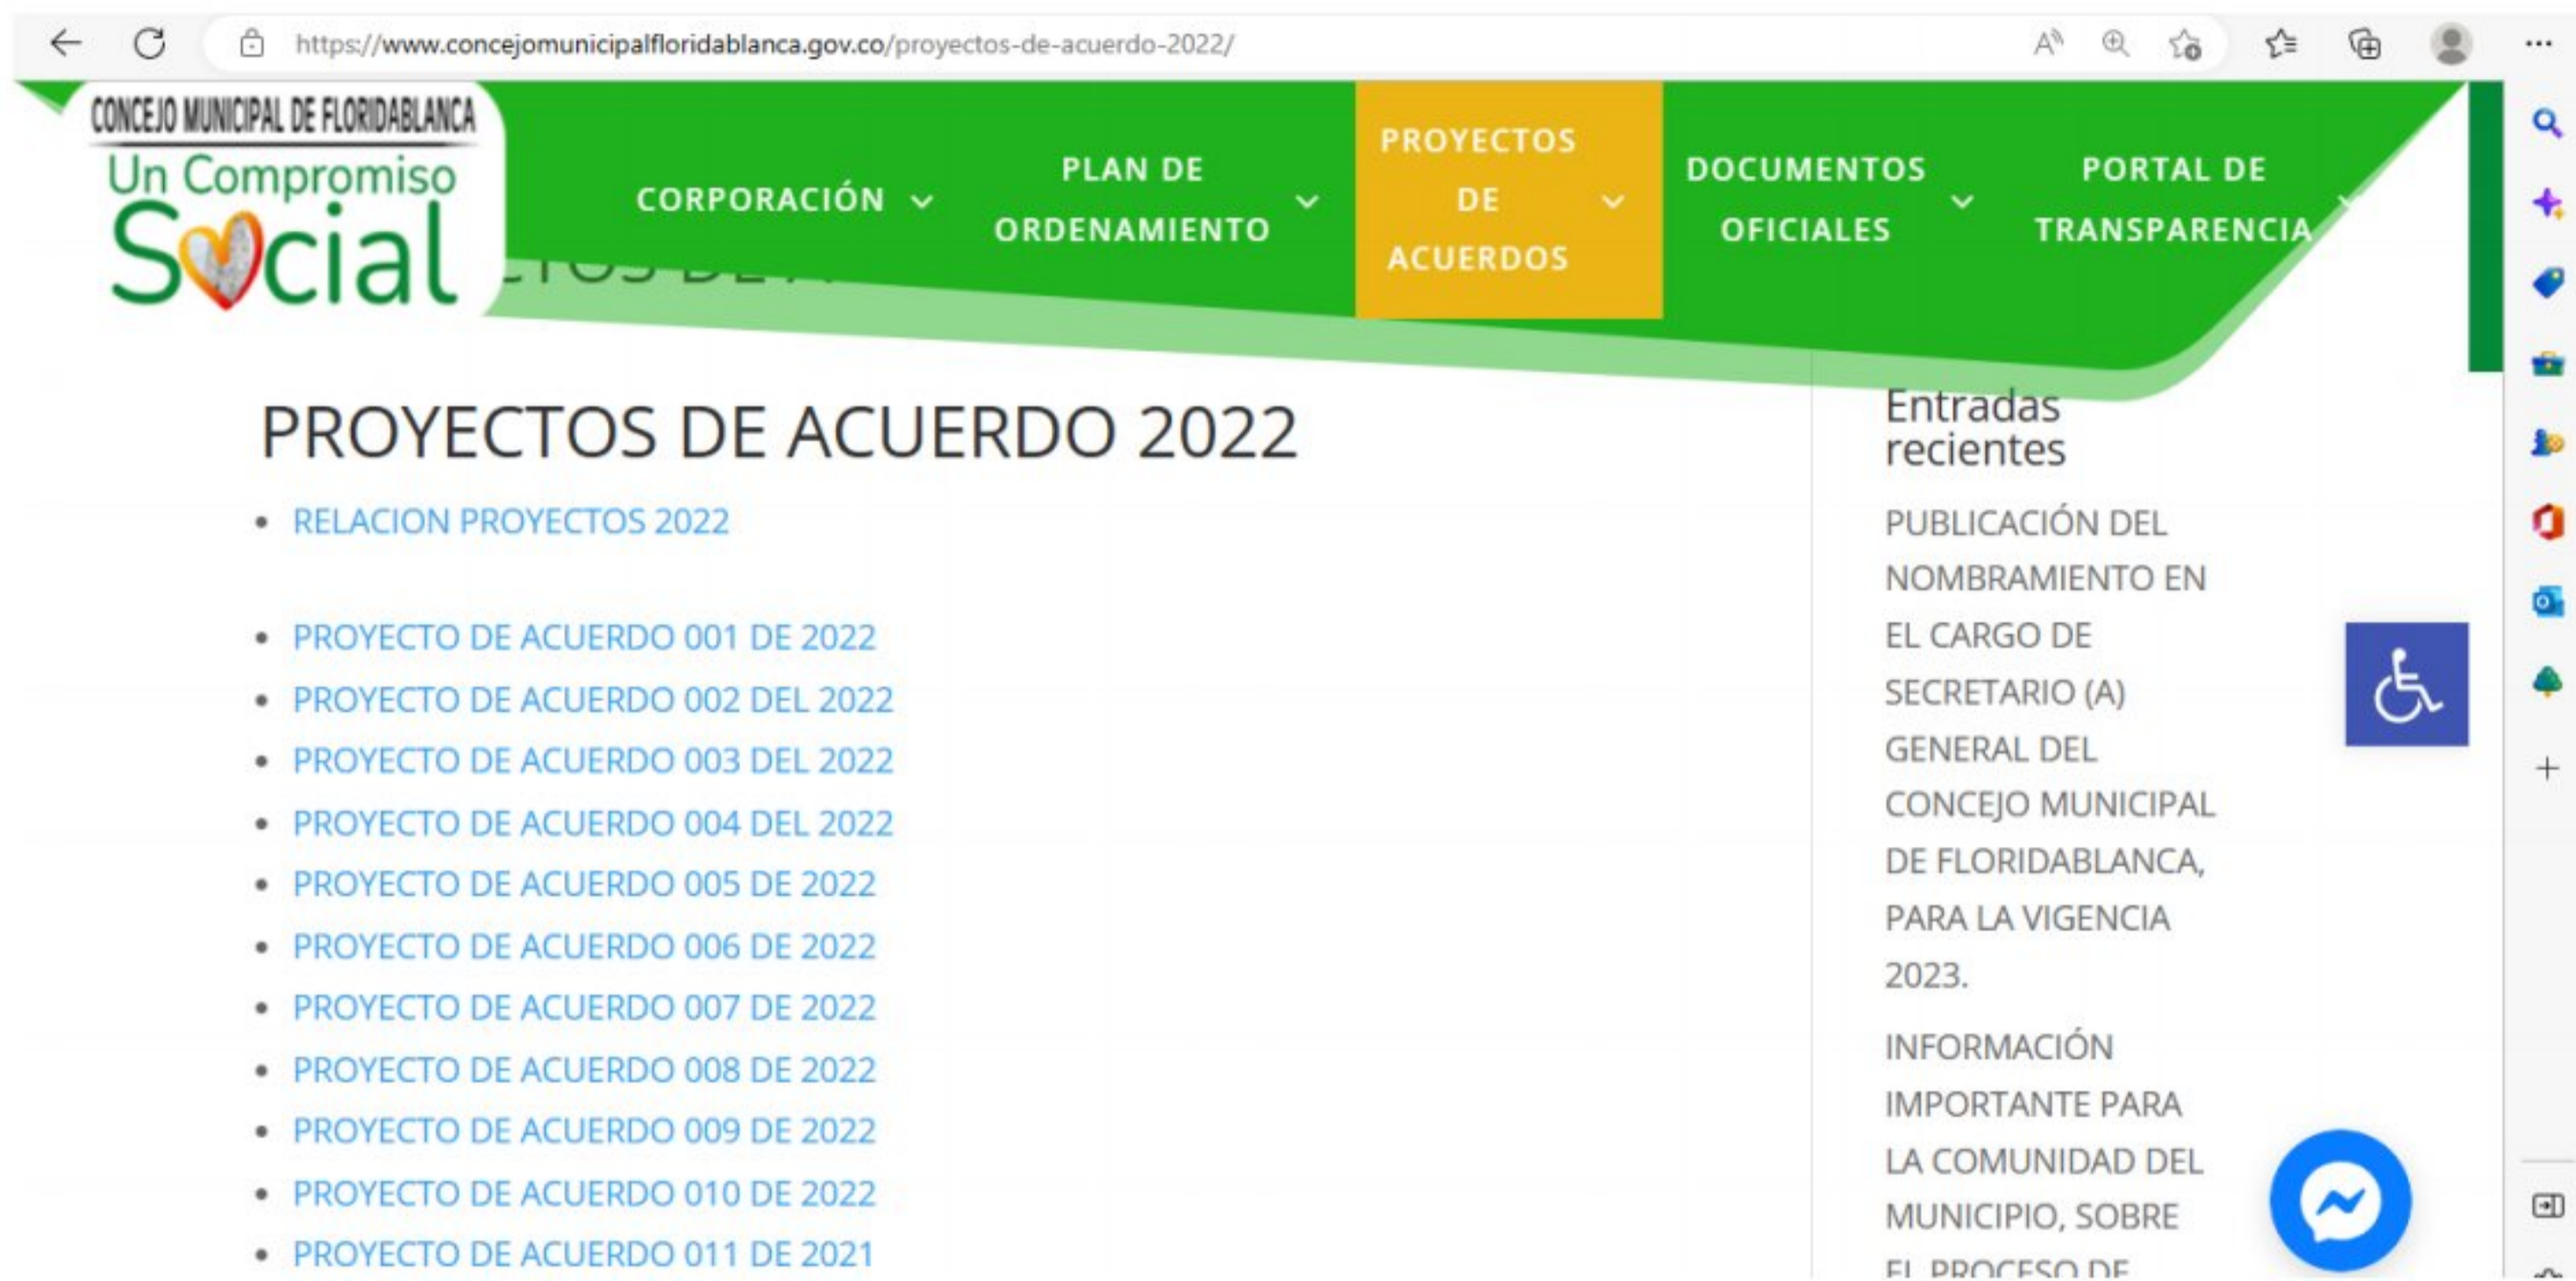 https://www.concejomunicipalfloridablanca.gov.co/proyectos-de-acuerdo-2022/
CONCEJO MUNICIPAL DE FLORIDABLANCA
Un Compromiso
Social
CORPORACIÓN
PLAN DE
ORDENAMIENTO
PROYECTOS
DE
ACUERDOS
DOCUMENTOS
OFICIALES
PORTAL DE
TRANSPARENCIA
PROYECTOS DE ACUERDO 2022
RELACION PROYECTOS 2022
PROYECTO DE ACUERDO 001 DE 2022
PROYECTO DE ACUERDO 002 DEL 2022
PROYECTO DE ACUERDO 003 DEL 2022
PROYECTO DE ACUERDO 004 DEL 2022
PROYECTO DE ACUERDO 005 DE 2022
PROYECTO DE ACUERDO 006 DE 2022
PROYECTO DE ACUERDO 007 DE 2022
PROYECTO DE ACUERDO 008 DE 2022
PROYECTO DE ACUERDO 009 DE 2022
PROYECTO DE ACUERDO 010 DE 2022
PROYECTO DE ACUERDO 011 DE 2021
Entradas
recientes
PUBLICACIÓN DEL
NOMBRAMIENTO EN
EL CARGO DE
SECRETARIO (A)
GENERAL DEL
CONCEJO MUNICIPAL
DE FLORIDABLANCA,
PARA LA VIGENCIA
2023.
INFORMACIÓN
IMPORTANTE PARA
LA COMUNIDAD DEL
MUNICIPIO, SOBRE
EL PROCESO DE